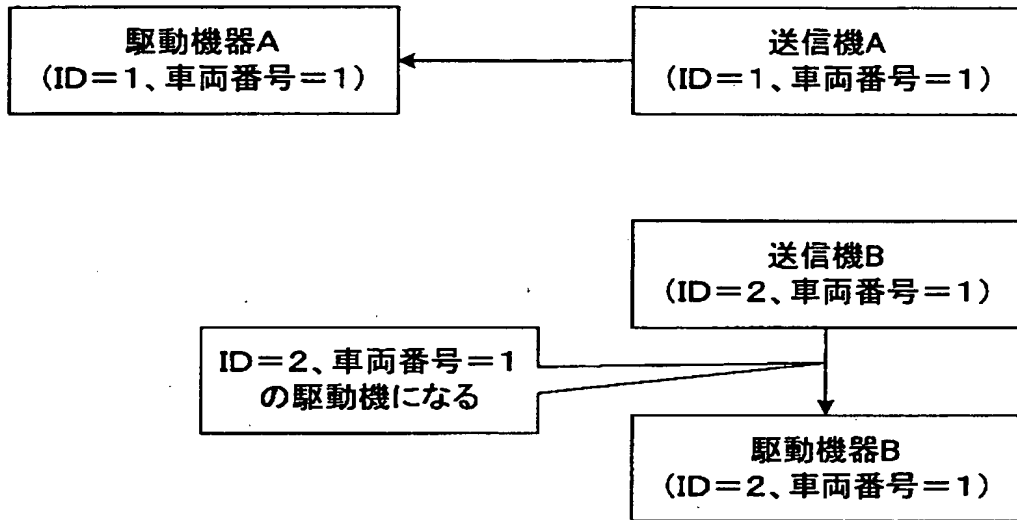 駆動機器A
(ID=1、車両番号=1)
送信機A
(ID=1、車両番号=1)
送信機B
(ID=2、車両番号=1)
ID=2、車両番号=1
の駆動機になる
駆動機器B
(ID=2、車両番号=1)